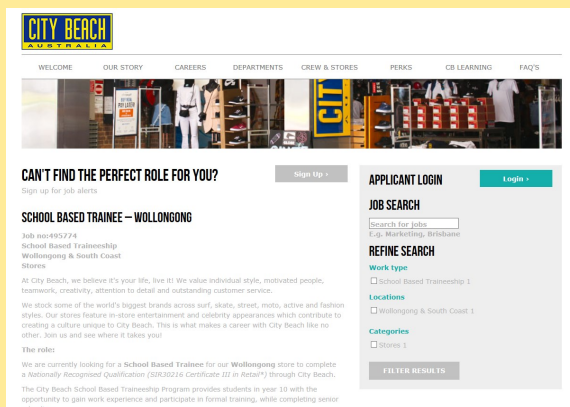 CITY BEACH
AUSTRALIA
WELCOME OUR STORY CAREERS DEPARTMENTS CREW & STORES PERKS CB LEARNING FAQ'S
CITY
CAN'T FIND THE PERFECT ROLE FOR YOU?
Sign up for job alerts
Sign Up ›
SCHOOL BASED TRAINEE – WOLLONGONG
Job no:495774
School Based Traineeship
Wollongong & South Coast
Stores
At City Beach, we believe it's your life, live it! We value individual style, motivated people,
teamwork, creativity, attention to detail and outstanding customer service.
We stock some of the world's biggest brands across surf, skate, street, moto, active and fashion
styles. Our stores feature in-store entertainment and celebrity appearances which contribute to
creating a culture unique to City Beach. This is what makes a career with City Beach like no
other. Join us and see where it takes you!
The role:
We are currently looking for a School Based Trainee for our Wollongong store to complete
a Nationally Recognised Qualification (SIR30216 Certificate III in Retail*) through City Beach.
The City Beach School Based Traineeship Program provides students in year 10 with the
opportunity to gain work experience and participate in formal training, while completing senior
APPLICANT LOGIN
Login ›
JOB SEARCH
Search for jobs
E.g. Marketing, Brisbane
REFINE SEARCH
Work type
School Based Traineeship 1
Locations
Wollongong & South Coast 1
Categories
Stores 1
FILTER RESULTS